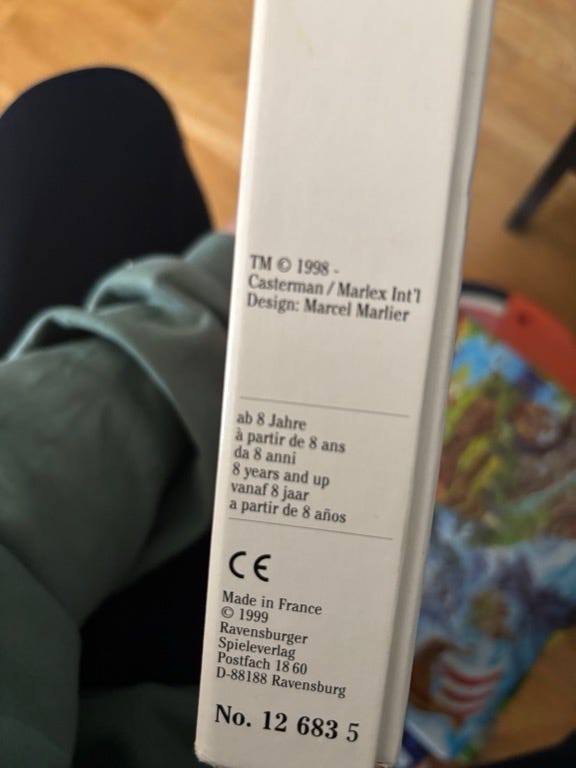 TM © 1998 -
Casterman / Marlex Int'l
Design: Marcel Marlier
ab 8 Jahre
à partir de 8 ans
da 8 anni
8 years and up
vanaf 8 jaar
a partir de 8 años
CE
Made in France
© 1999
Ravensburger
Spieleverlag
Postfach 18 60
D-88188 Ravensburg
No. 12 683 5